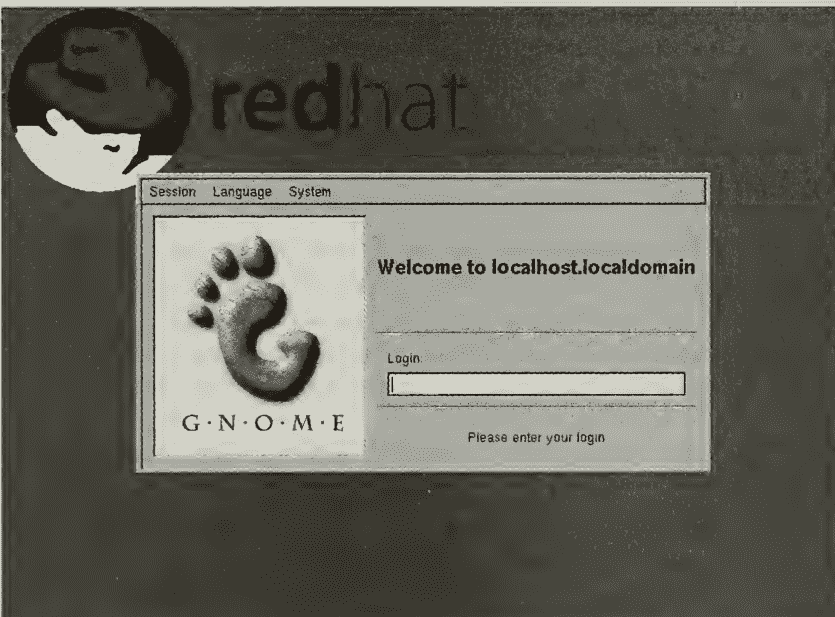 redhat
Session Language System
Welcome to localhost.localdomain
Login:
G·N·O·M·E
Please enter your login